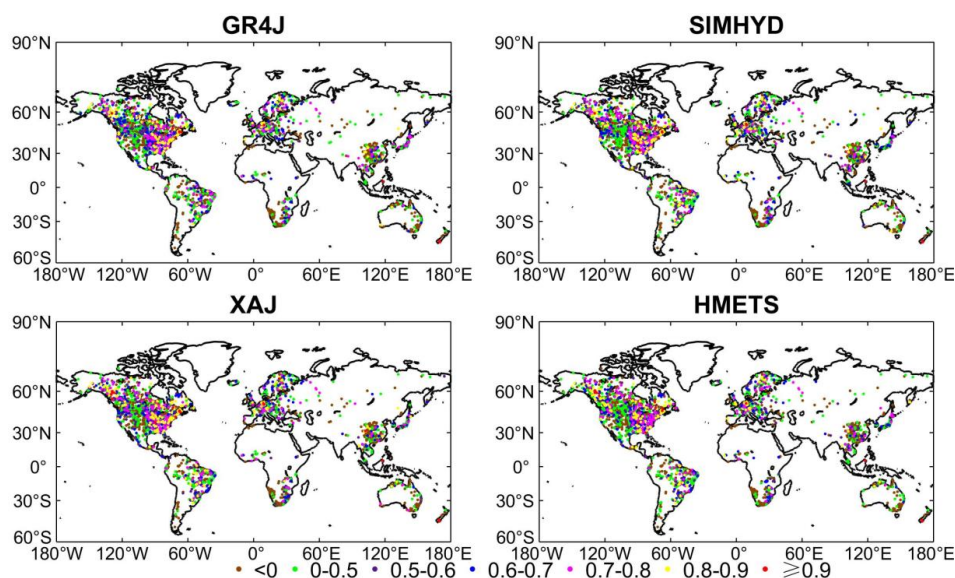 GR4J SIMHYD
90°N 90°N
60°N 60°N
30°N 30°N
0° 0°
30°S 30°S
60°S 60°S
180°W 120°W 60°W 0° 60°E 120°E 180°E 180°W 120°W 60°W 0° 60°E 120°E 180°E
XAJ HMETS
90°N 90°N
60°N 60°N
30°N 30°N
0° 0°
30°S 30°S
60°S 60°S
180°W 120°W 60°W 0° 60°E 120°E 180°E 180°W 120°W 60°W 0° 60°E 120°E 180°E
<0 0-0.5 0.5-0.6 0.6-0.7 0.7-0.8 0.8-0.9 ≥0.9